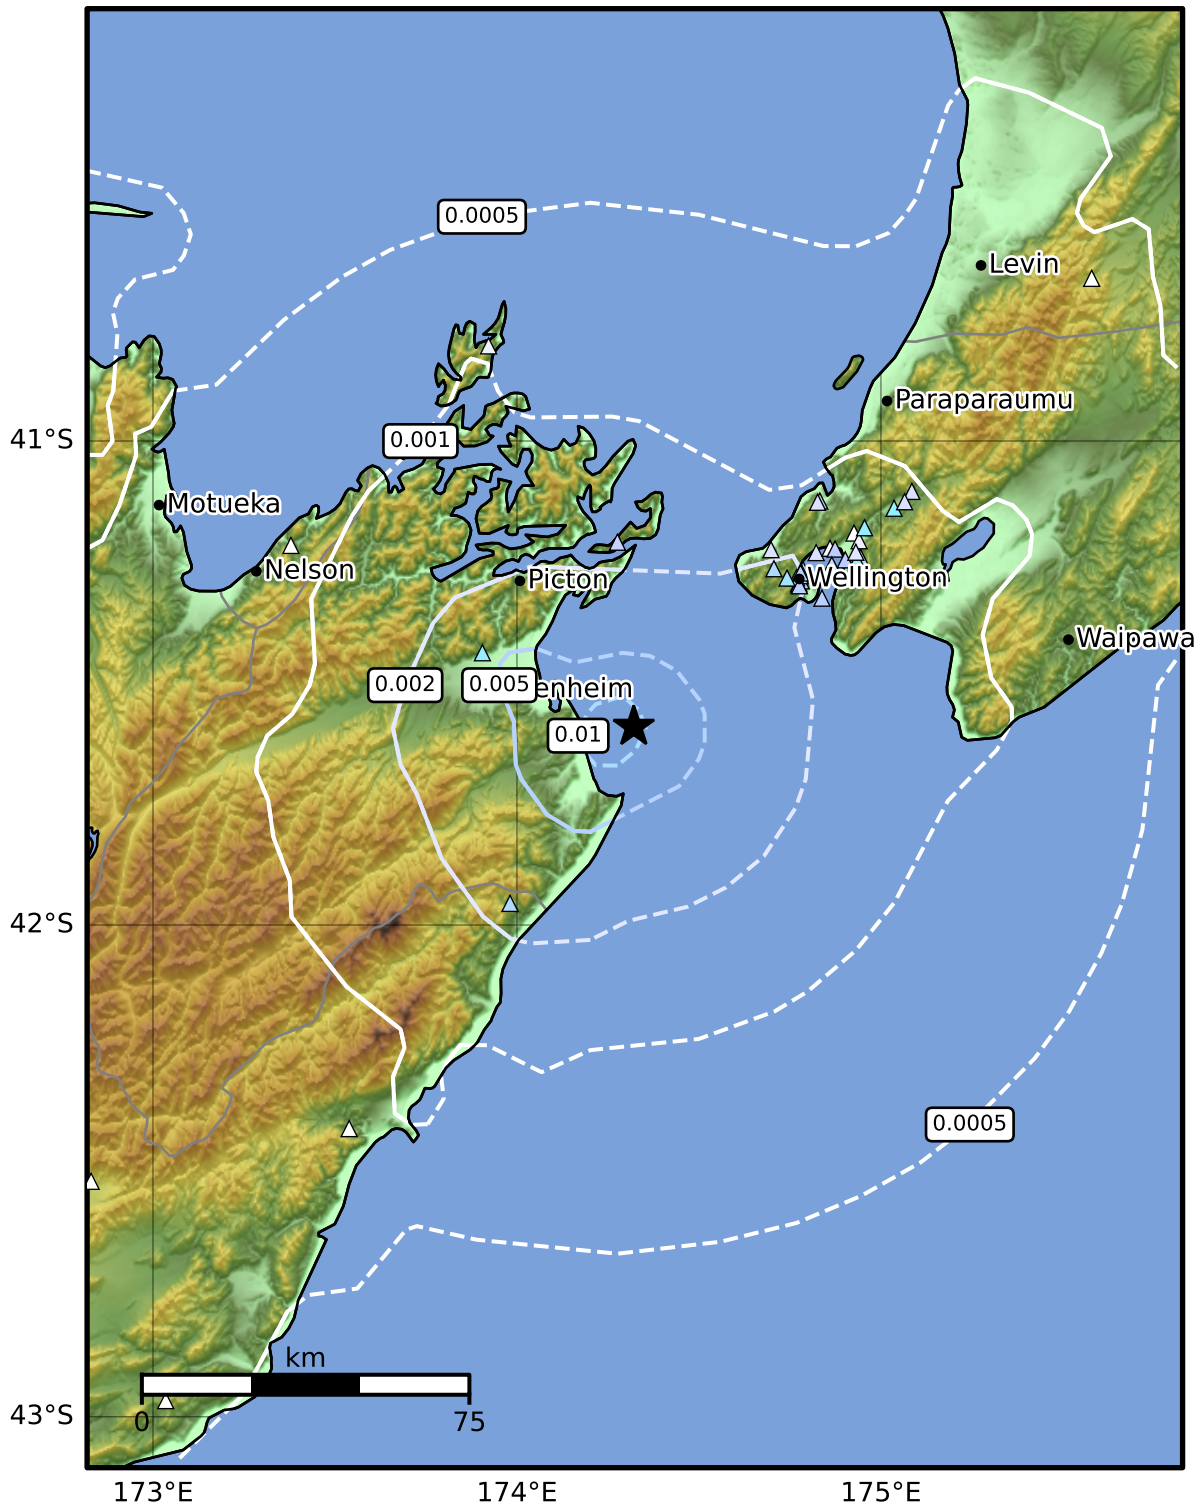 0.0005
Levin
Paraparaumu
41°S
0.001
Motueka
Nelson
Picton
Wellington
Waipawa
0.002
0.005
enheim
0.01
42°S
0.0005
km
0
75
43°S
173°E
174°E
175°E